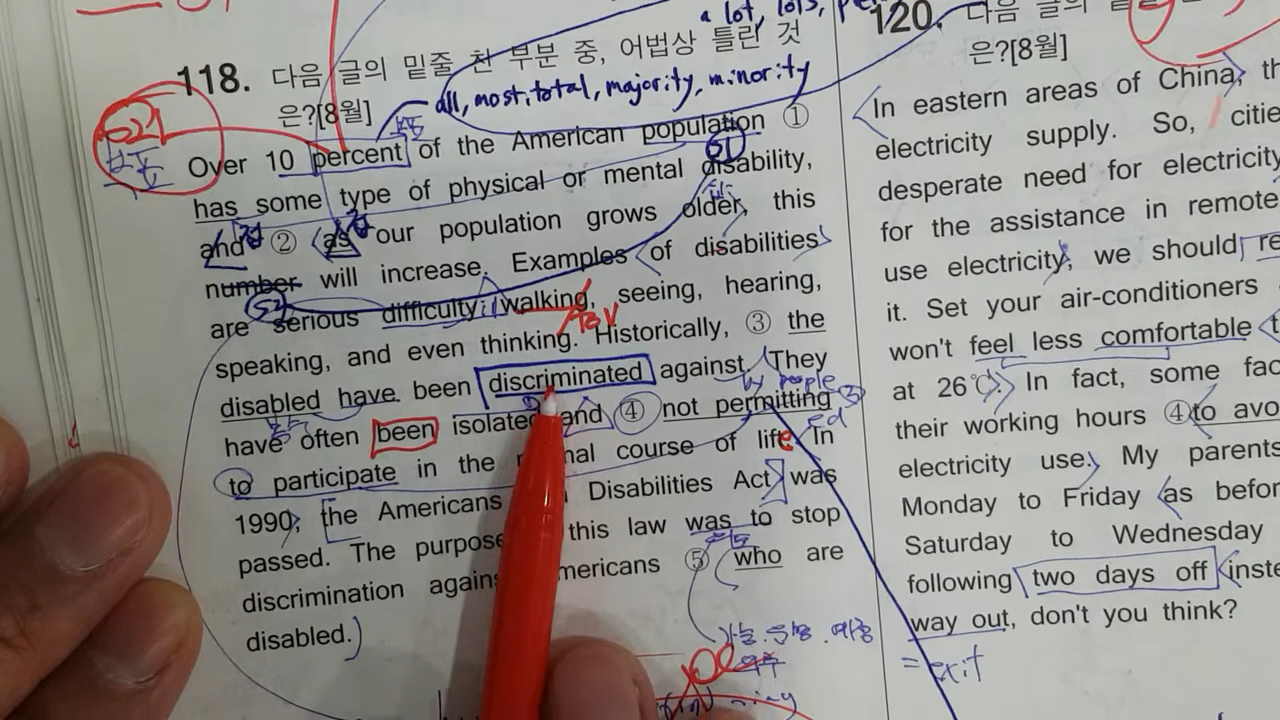 a lot, lots,
118. 다음 글의 밑줄 친 부분 중, 어법상 틀린 것
은?[8월]
all, most, total, majority, minority
Over 10 percent of the American population ①
has some type of physical or mental disability,
and ② as our population grows older, this
number will increase. Examples of disabilities
are serious difficulty walking, seeing, hearing,
speaking, and even thinking. Historically, ③ the
disabled have been discriminated against. They
by people
have often been isolated and ④ not permitting
ed
to participate in the course of life. In
1990, the Americans Disabilities Act was
passed. The purpose this law was to stop
discrimination ⑤ who are
disabled.
120. 다음 글의
은?[8월]
In eastern areas of China, th
electricity supply. So, citie
desperate need for electricity
for the assistance in remote
use electricity, we should re
it. Set your air-conditioners
won't feel less comfortable
at 26℃. In fact, some fac
their working hours ④ to avo
electricity use. My parents
Monday to Friday as befor
Saturday to Wednesday
following two days off inste
way out, don't you think?
= exit